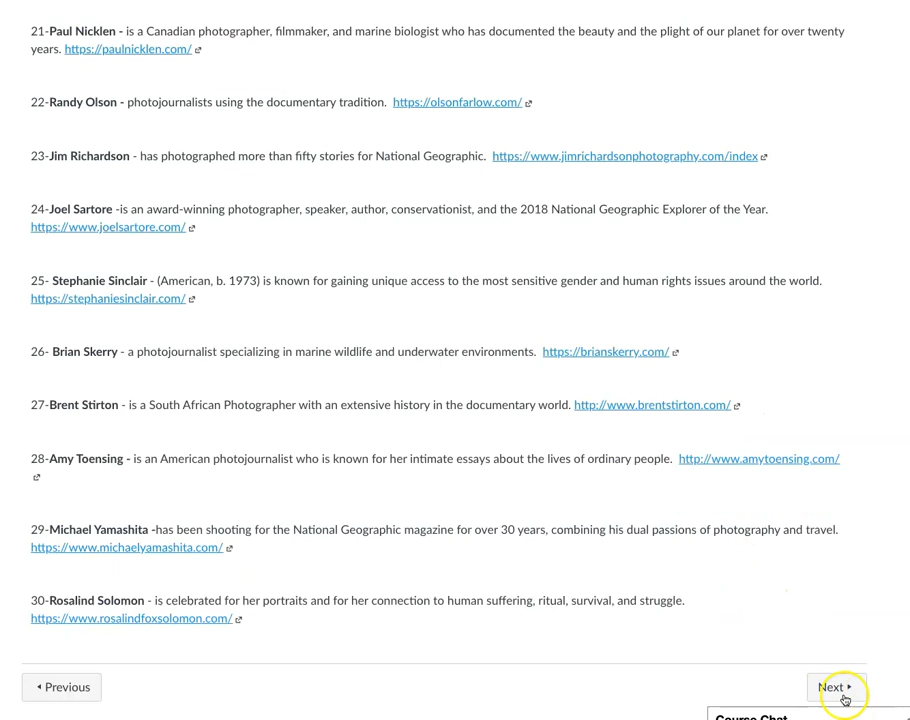 21-Paul Nicklen - is a Canadian photographer, filmmaker, and marine biologist who has documented the beauty and the plight of our planet for over twenty
years. https://paulnicklen.com/
22-Randy Olson - photojournalists using the documentary tradition. https://olsonfarlow.com/
23-Jim Richardson - has photographed more than fifty stories for National Geographic. https://www.jimrichardsonphotography.com/index
24-Joel Sartore -is an award-winning photographer, speaker, author, conservationist, and the 2018 National Geographic Explorer of the Year.
https://www.joelsartore.com/
25- Stephanie Sinclair - (American, b. 1973) is known for gaining unique access to the most sensitive gender and human rights issues around the world.
https://stephaniesinclair.com/
26- Brian Skerry - a photojournalist specializing in marine wildlife and underwater environments. https://brianskerry.com/
27-Brent Stirton - is a South African Photographer with an extensive history in the documentary world. http://www.brentstirton.com/
28-Amy Toensing - is an American photojournalist who is known for her intimate essays about the lives of ordinary people. http://www.amytoensing.com/
29-Michael Yamashita -has been shooting for the National Geographic magazine for over 30 years, combining his dual passions of photography and travel.
https://www.michaelyamashita.com/
30-Rosalind Solomon - is celebrated for her portraits and for her connection to human suffering, ritual, survival, and struggle.
https://www.rosalindfoxsolomon.com/
Previous Next
Course Chat